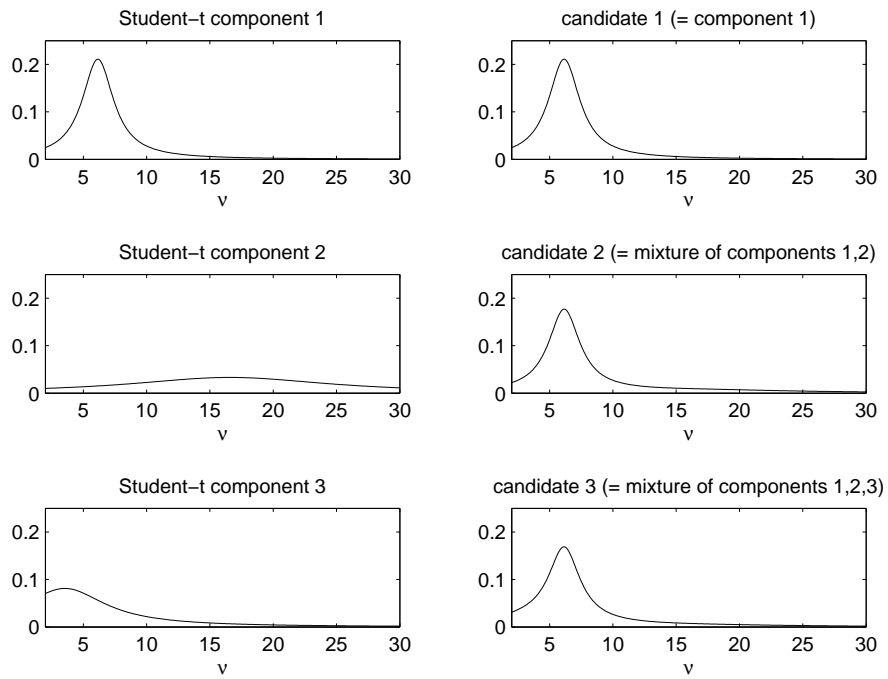 Student−t component 1
0.2
0.1
0
5 10 15 20 25 30
ν
candidate 1 (= component 1)
0.2
0.1
0
5 10 15 20 25 30
ν
Student−t component 2
0.2
0.1
0
5 10 15 20 25 30
ν
candidate 2 (= mixture of components 1,2)
0.2
0.1
0
5 10 15 20 25 30
ν
Student−t component 3
0.2
0.1
0
5 10 15 20 25 30
ν
candidate 3 (= mixture of components 1,2,3)
0.2
0.1
0
5 10 15 20 25 30
ν